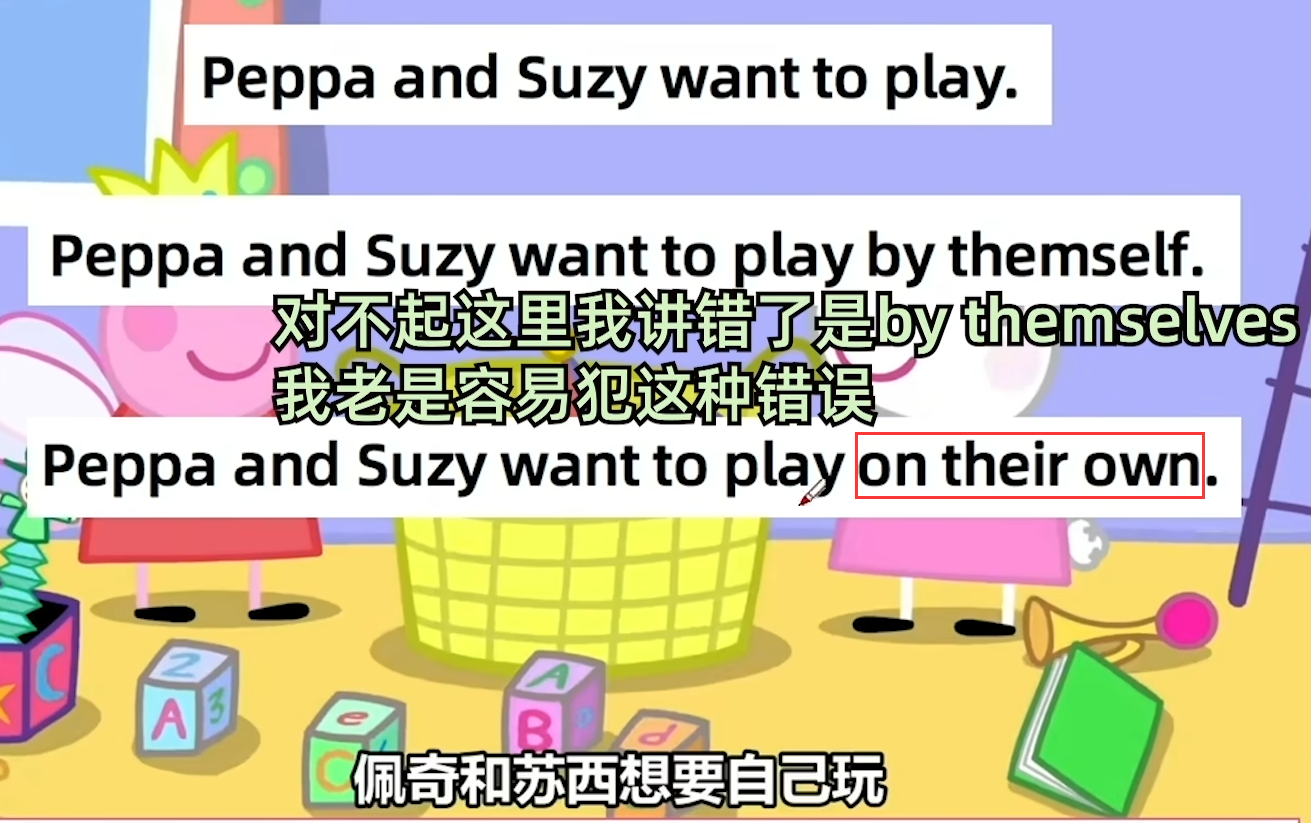 Peppa and Suzy want to play.
Peppa and Suzy want to play by themself.
对不起这里我讲错了是by themselves
我老是容易犯这种错误
Peppa and Suzy want to play on their own.
C
2
A
3
e
C
A
B
d
佩奇和苏西想要自己玩